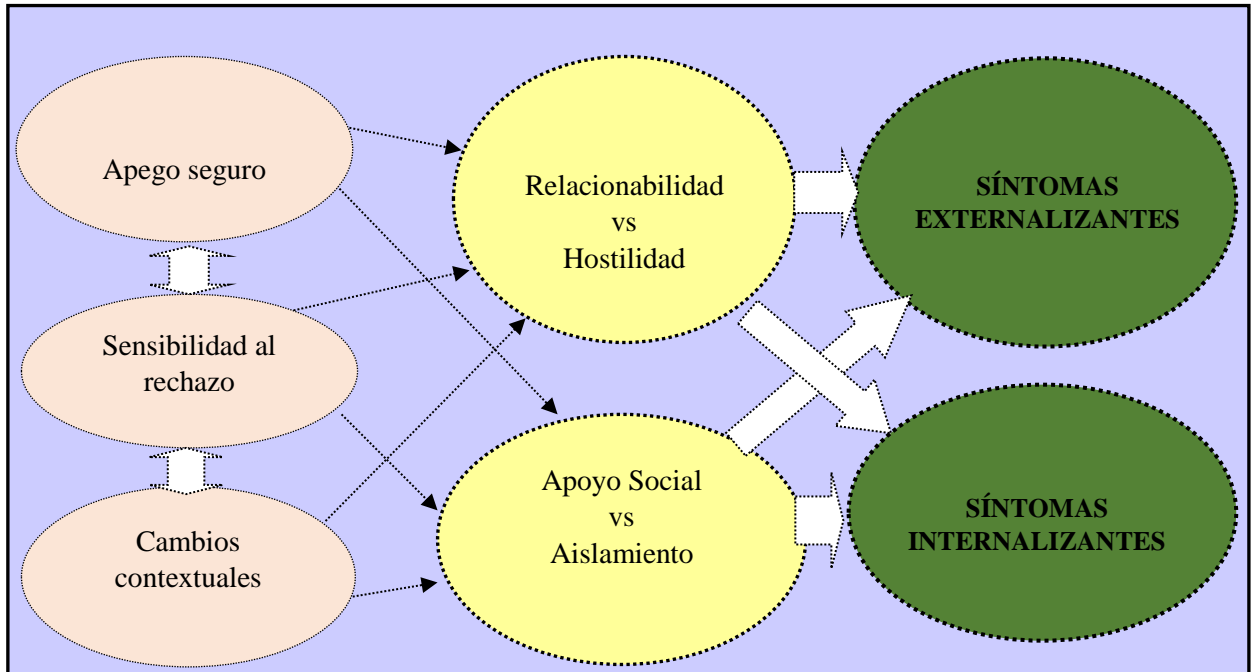 Apego seguro
Sensibilidad al
rechazo
Cambios
contextuales
Relacionabilidad
vs
Hostilidad
Apoyo Social
vs
Aislamiento
SÍNTOMAS
EXTERNALIZANTES
SÍNTOMAS
INTERNALIZANTES